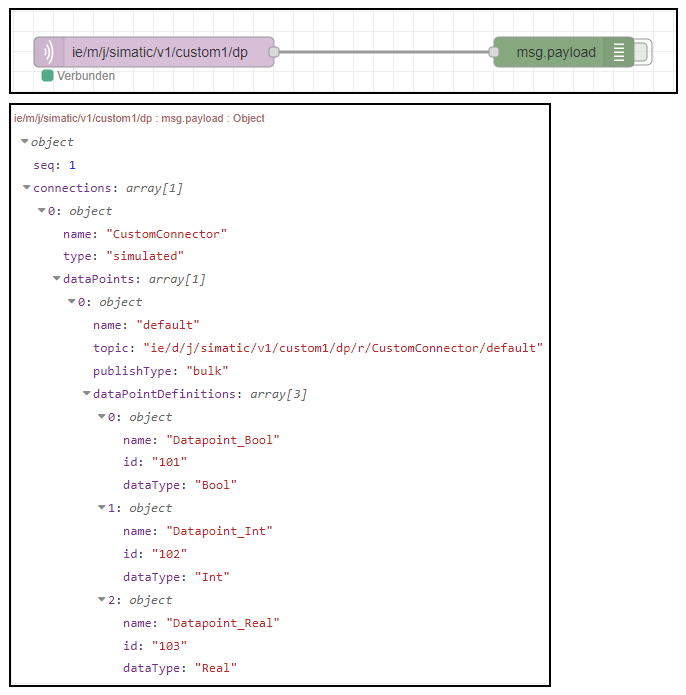 ie/m/j/simatic/v1/custom1/dp
msg.payload
Verbunden
ie/m/j/simatic/v1/custom1/dp : msg.payload : Object
object
seq: 1
connections: array[1]
0: object
name: "CustomConnector"
type: "simulated"
dataPoints: array[1]
0: object
name: "default"
topic: "ie/d/j/simatic/v1/custom1/dp/r/CustomConnector/default"
publishType: "bulk"
dataPointDefinitions: array[3]
0: object
name: "Datapoint_Bool"
id: "101"
dataType: "Bool"
1: object
name: "Datapoint_Int"
id: "102"
dataType: "Int"
2: object
name: "Datapoint_Real"
id: "103"
dataType: "Real"